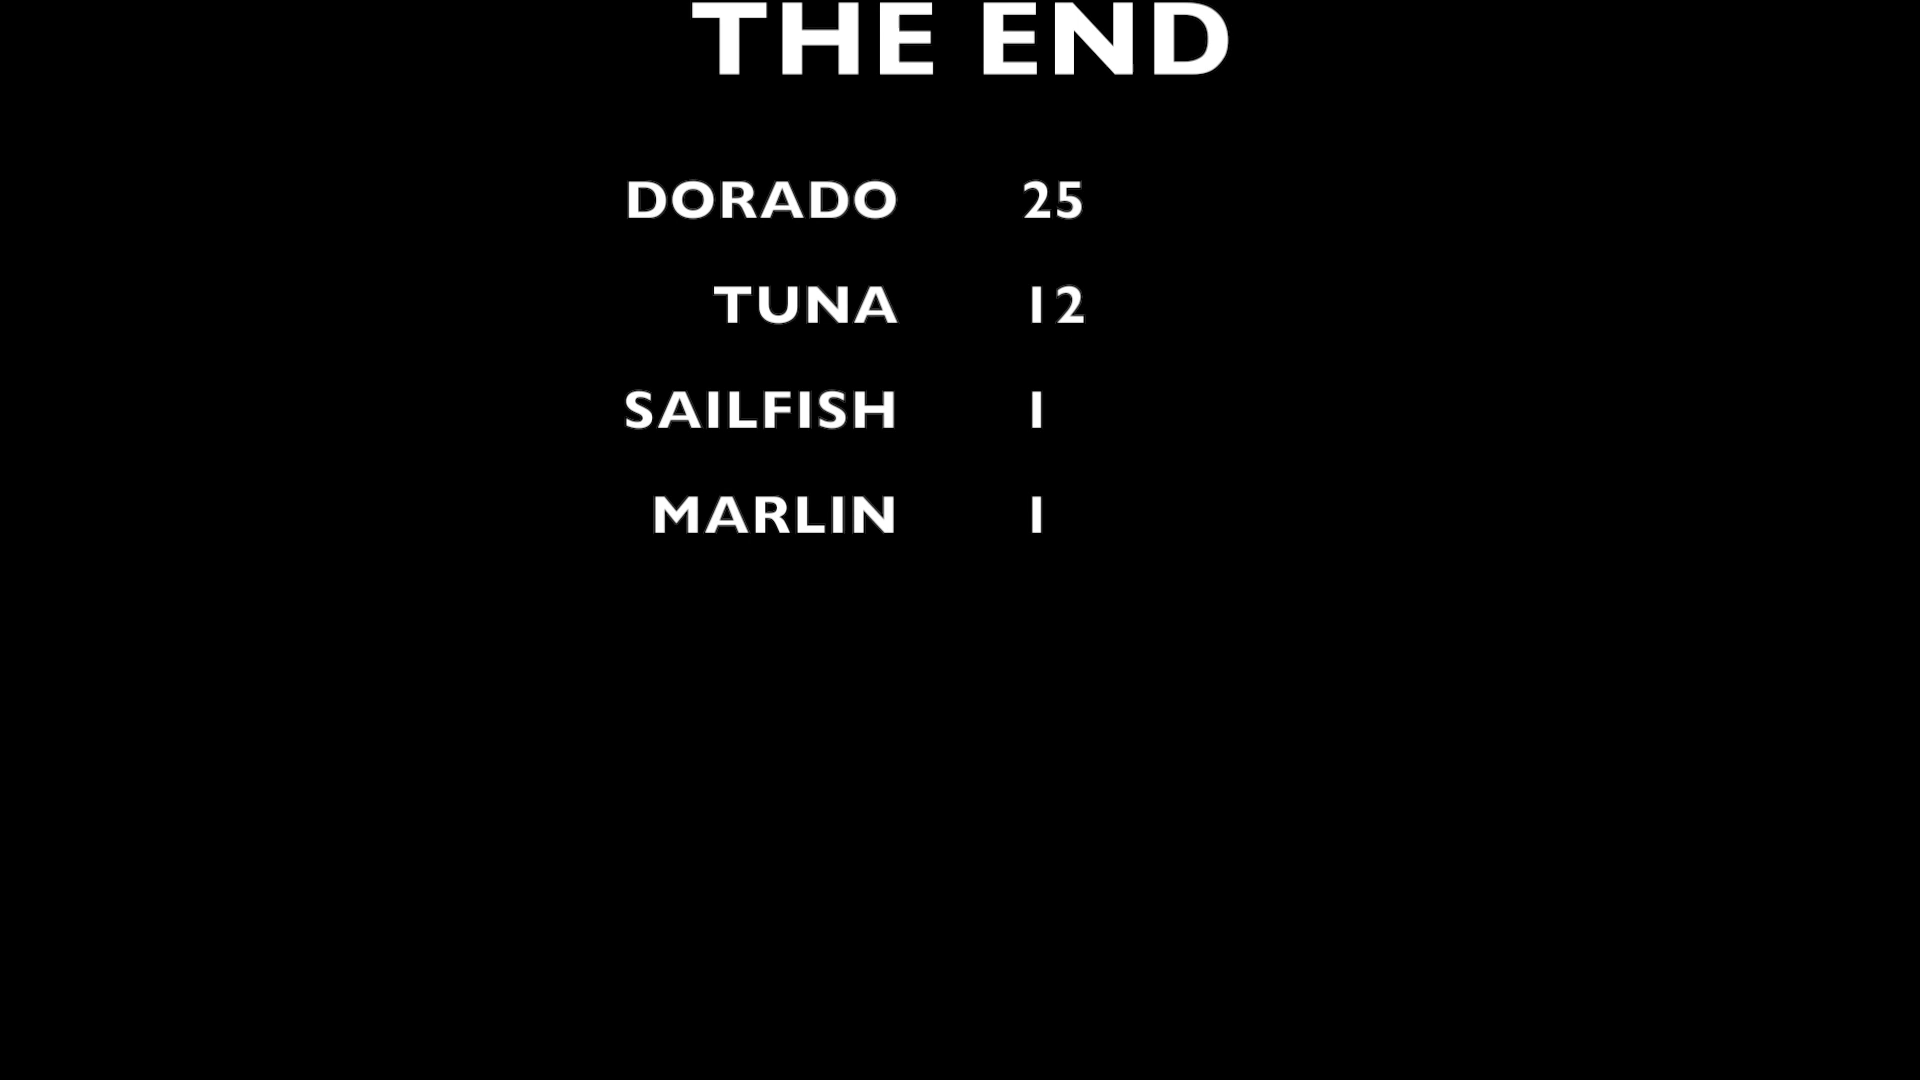 THE END
DORADO 25
TUNA 12
SAILFISH 1
MARLIN 1